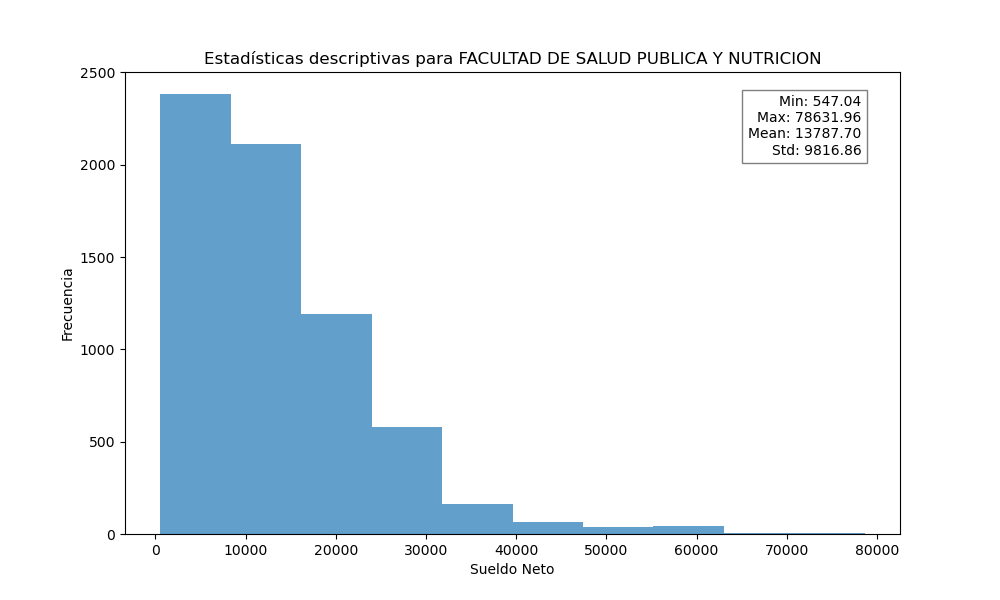 Estadísticas descriptivas para FACULTAD DE SALUD PUBLICA Y NUTRICION
Min: 547.04
Max: 78631.96
Mean: 13787.70
Std: 9816.86
Frecuencia
2500
2000
1500
1000
500
0
0 10000 20000 30000 40000 50000 60000 70000 80000
Sueldo Neto